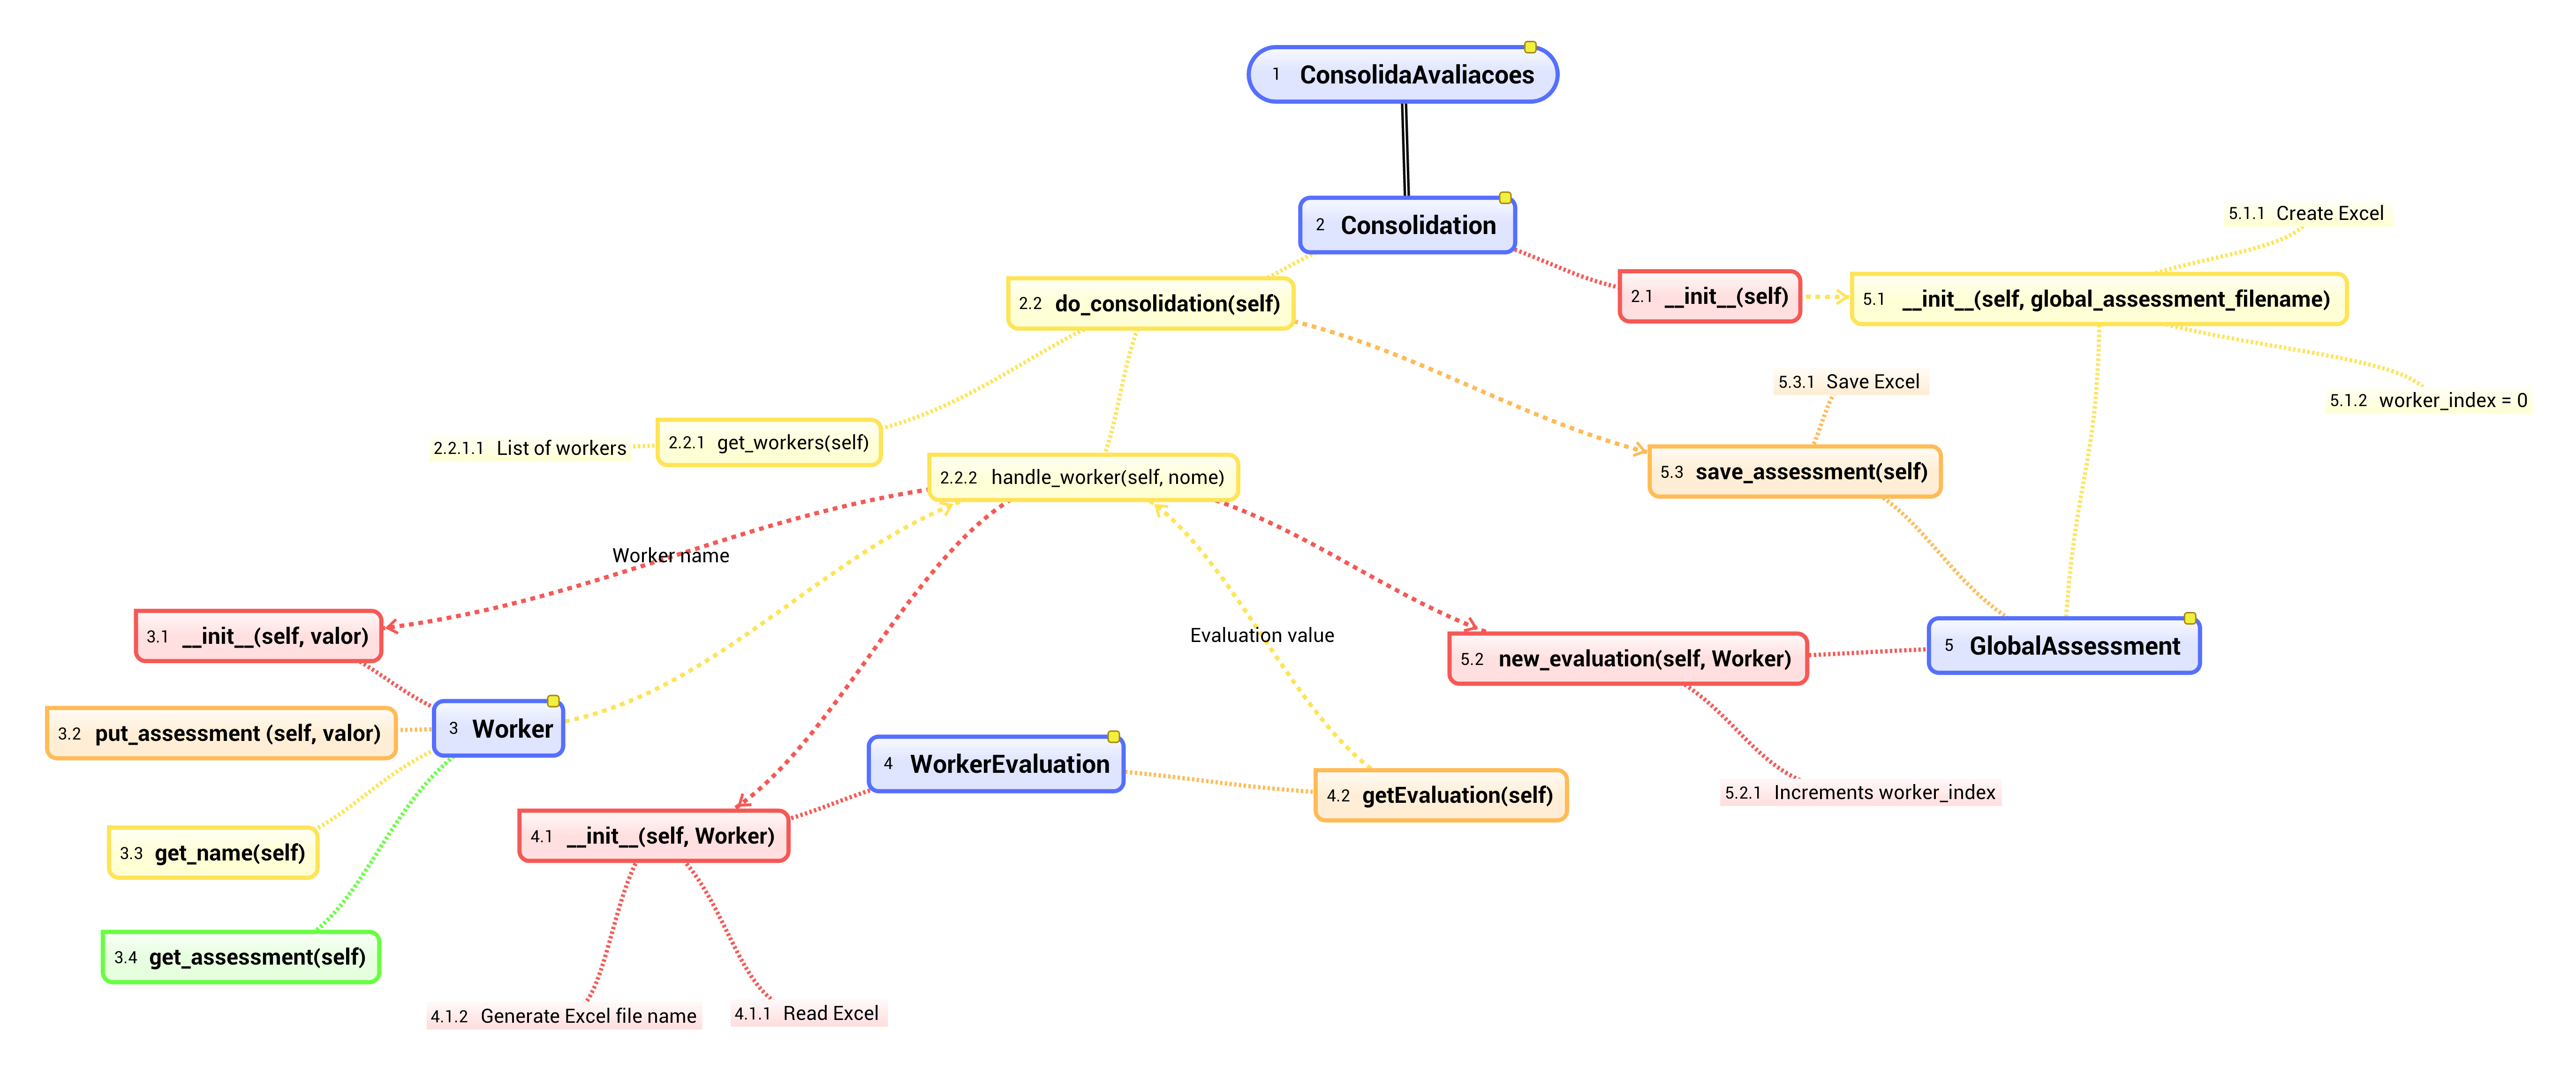 1 ConsolidaAvaliacoes
2 Consolidation
5.1.1 Create Excel
2.2 do_consolidation(self)
2.1 __init__(self)
5.1 __init__(self, global_assessment_filename)
5.3.1 Save Excel
5.1.2 worker_index = 0
2.2.1.1 List of workers
2.2.1 get_workers(self)
2.2.2 handle_worker(self, nome)
5.3 save_assessment(self)
Worker name
3.1 __init__(self, valor)
Evaluation value
5.2 new_evaluation(self, Worker)
5 GlobalAssessment
3.2 put_assessment (self, valor)
3 Worker
4 WorkerEvaluation
4.2 getEvaluation(self)
5.2.1 Increments worker_index
3.3 get_name(self)
4.1 __init__(self, Worker)
3.4 get_assessment(self)
4.1.2 Generate Excel file name
4.1.1 Read Excel